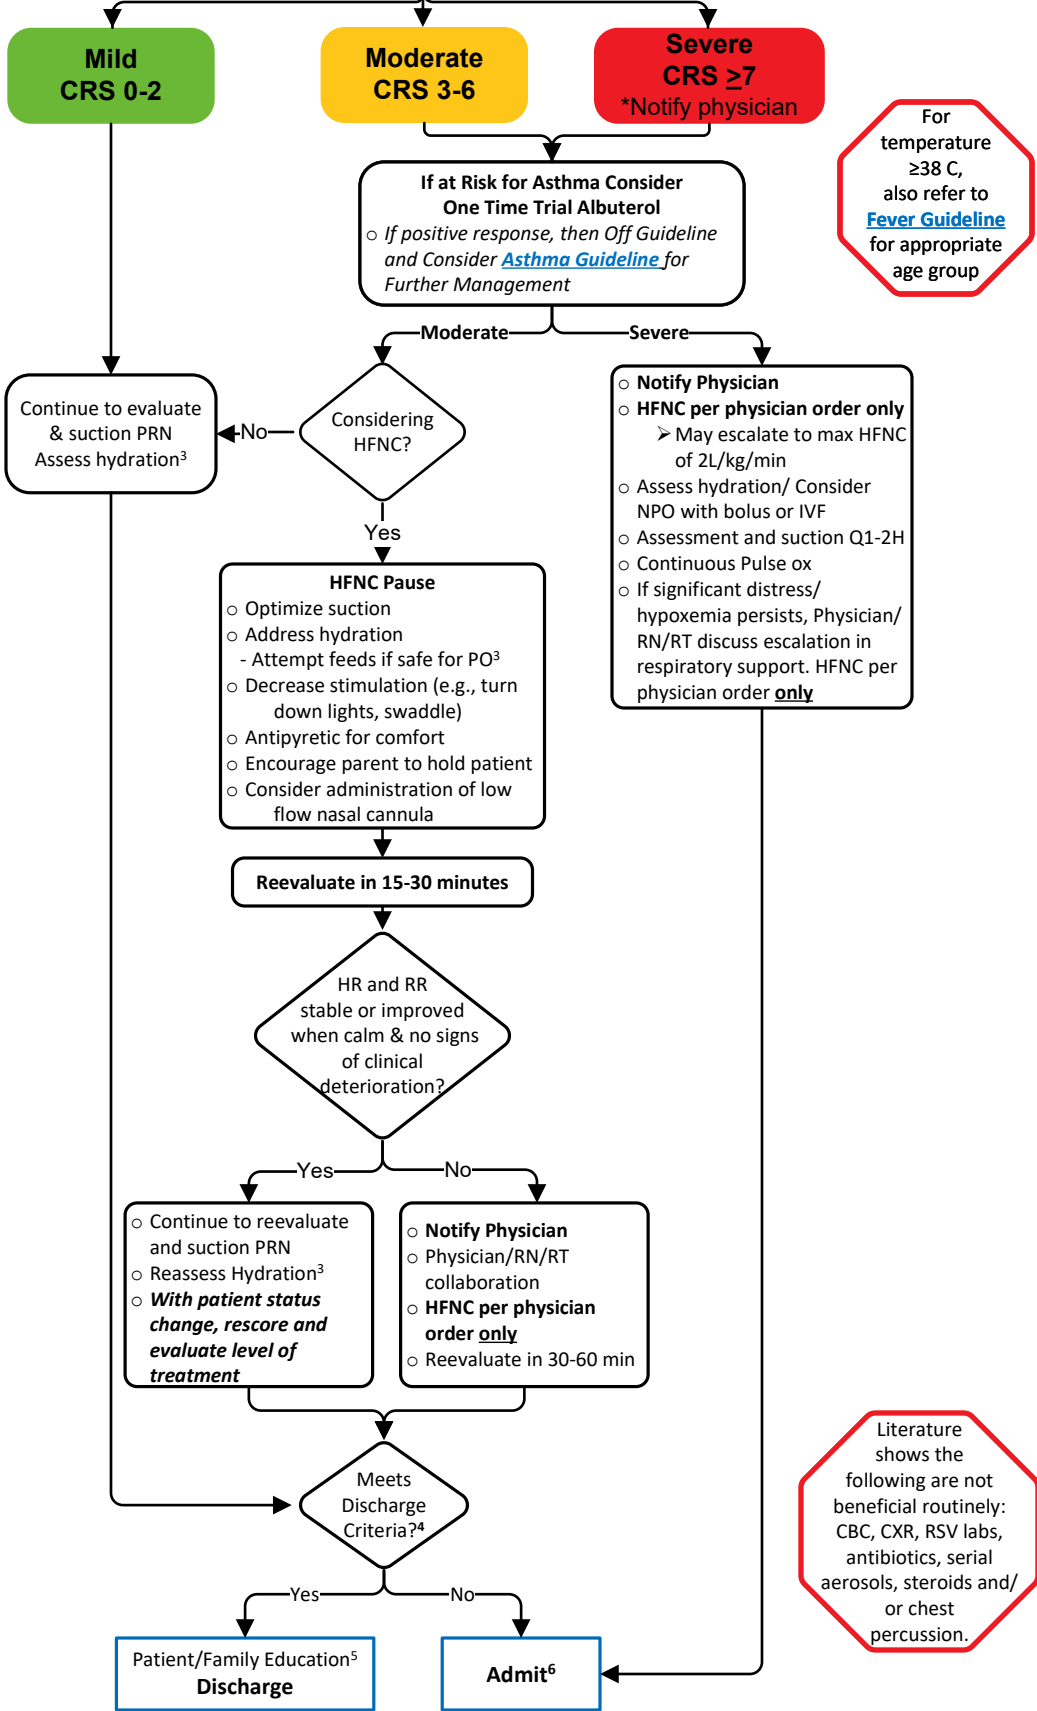 Mild
CRS 0-2
Moderate
CRS 3-6
Severe
CRS ≥7
*Notify physician
For
temperature
≥38 C,
also refer to
Fever Guideline
for appropriate
age group
If at Risk for Asthma Consider
One Time Trial Albuterol
○ If positive response, then Off Guideline
and Consider Asthma Guideline for
Further Management
Moderate
Severe
Continue to evaluate
& suction PRN
Assess hydration³
No
Considering
HFNC?
Yes
○ Notify Physician
○ HFNC per physician order only
➢ May escalate to max HFNC
of 2L/kg/min
○ Assess hydration/ Consider
NPO with bolus or IVF
○ Assessment and suction Q1-2H
○ Continuous Pulse ox
○ If significant distress/
hypoxemia persists, Physician/
RN/RT discuss escalation in
respiratory support. HFNC per
physician order only
HFNC Pause
○ Optimize suction
○ Address hydration
- Attempt feeds if safe for PO³
○ Decrease stimulation (e.g., turn
down lights, swaddle)
○ Antipyretic for comfort
○ Encourage parent to hold patient
○ Consider administration of low
flow nasal cannula
Reevaluate in 15-30 minutes
HR and RR
stable or improved
when calm & no signs
of clinical
deterioration?
Yes
No
○ Continue to reevaluate
and suction PRN
○ Reassess Hydration³
○ With patient status
change, rescore and
evaluate level of
treatment
○ Notify Physician
○ Physician/RN/RT
collaboration
○ HFNC per physician
order only
○ Reevaluate in 30-60 min
Meets
Discharge
Criteria?⁴
Literature
shows the
following are not
beneficial routinely:
CBC, CXR, RSV labs,
antibiotics, serial
aerosols, steroids and/
or chest
percussion.
Yes
No
Patient/Family Education⁵
Discharge
Admit⁶